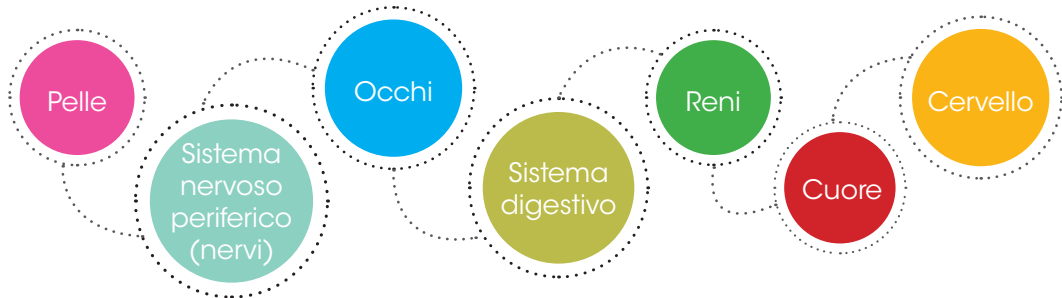 Pelle
Sistema
nervoso
periferico
(nervi)
Occhi
Sistema
digestivo
Reni
Cuore
Cervello